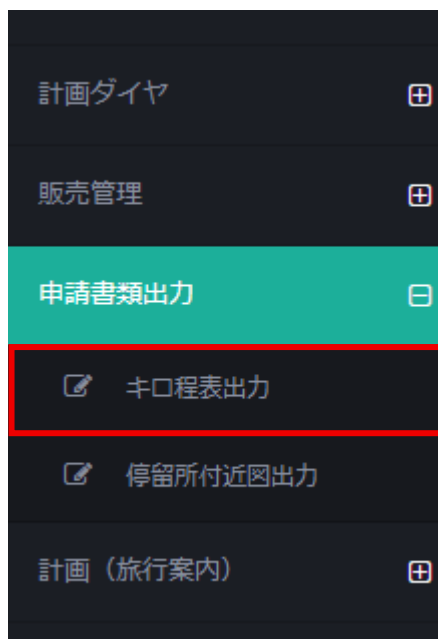 計画ダイヤ
販売管理
申請書類出力
キロ程表出力
停留所付近図出力
計画（旅行案内）